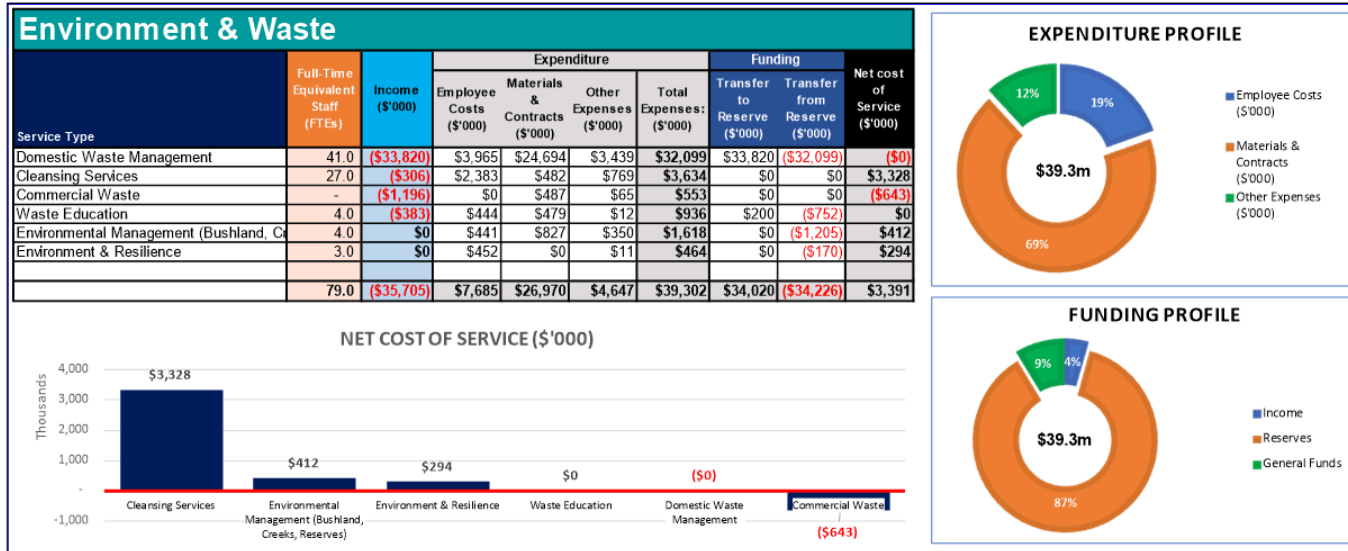 Environment & Waste
Service Type
Full-Time Equivalent Staff (FTEs)
Income ($'000)
Expenditure
Employee Costs ($'000)
Materials & Contracts ($'000)
Other Expenses ($'000)
Total Expenses: ($'000)
Funding
Transfer to Reserve ($'000)
Transfer from Reserve ($'000)
Net cost of Service ($'000)
Domestic Waste Management 41.0 ($33,820) $3,965 $24,694 $3,439 $32,099 $33,820 ($32,099) ($0)
Cleansing Services 27.0 ($306) $2,383 $482 $769 $3,634 $0 $0 $3,328
Commercial Waste - ($1,196) $0 $487 $65 $553 $0 $0 ($643)
Waste Education 4.0 ($383) $444 $479 $12 $936 $200 ($752) $0
Environmental Management (Bushland, Cr 4.0 $0 $441 $827 $350 $1,618 $0 ($1,205) $412
Environment & Resilience 3.0 $0 $452 $0 $11 $464 $0 ($170) $294
79.0 ($35,705) $7,685 $26,970 $4,647 $39,302 $34,020 ($34,226) $3,391
NET COST OF SERVICE ($'000)
Thousands
4,000
3,000
2,000
1,000
-
-1,000
$3,328
$412
$294
$0
($0)
($643)
Cleansing Services
Environmental
Management (Bushland,
Creeks, Reserves)
Environment & Resilience
Waste Education
Domestic Waste
Management
Commercial Waste
EXPENDITURE PROFILE
12%
19%
69%
$39.3m
Employee Costs
($'000)
Materials &
Contracts
($'000)
Other Expenses
($'000)
FUNDING PROFILE
9%
4%
87%
$39.3m
Income
Reserves
General Funds